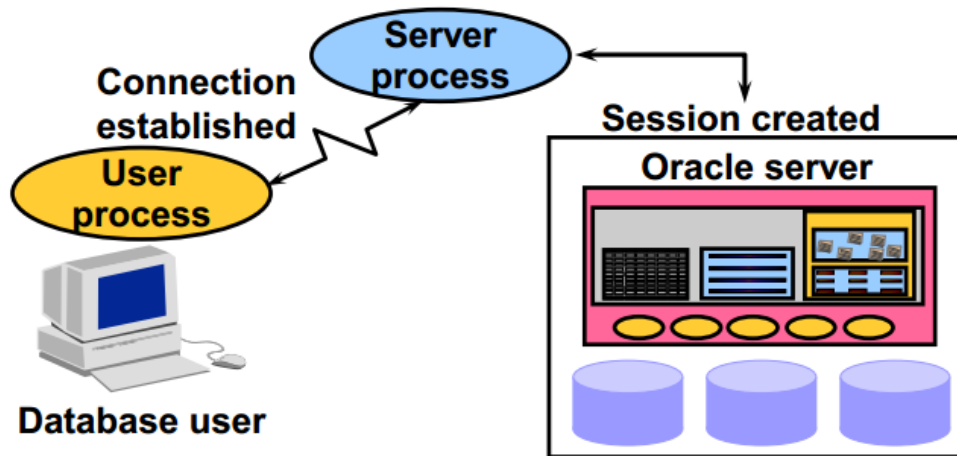 Server
process
Connection
established
Session created
User
process
Oracle server
Database user